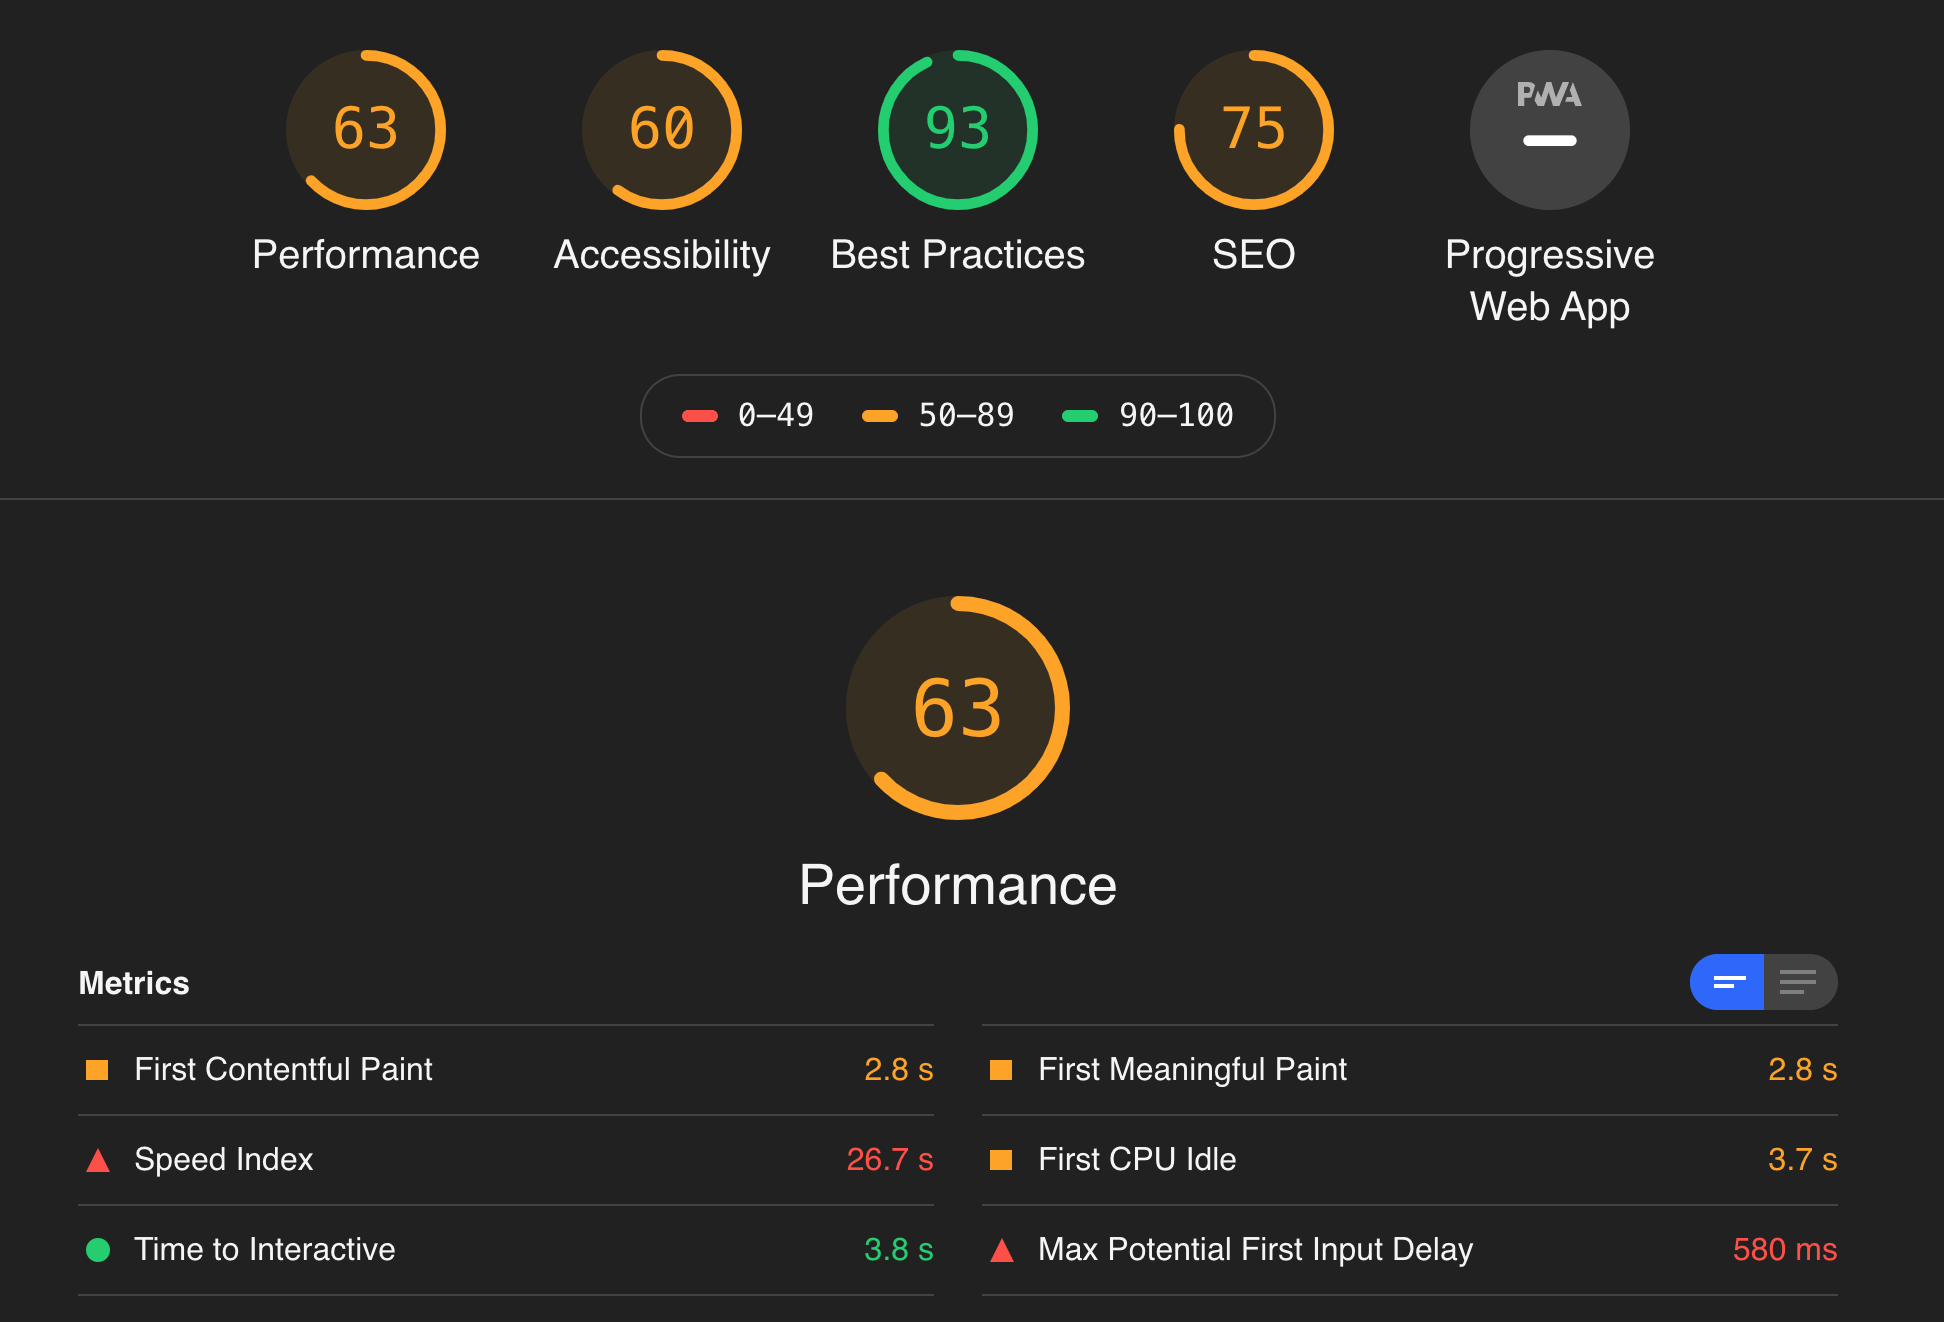 63
60
93
75
PWA
Performance
Accessibility
Best Practices
SEO
Progressive
Web App
0–49
50–89
90–100
63
Performance
Metrics
First Contentful Paint 2.8 s
First Meaningful Paint 2.8 s
Speed Index 26.7 s
First CPU Idle 3.7 s
Time to Interactive 3.8 s
Max Potential First Input Delay 580 ms